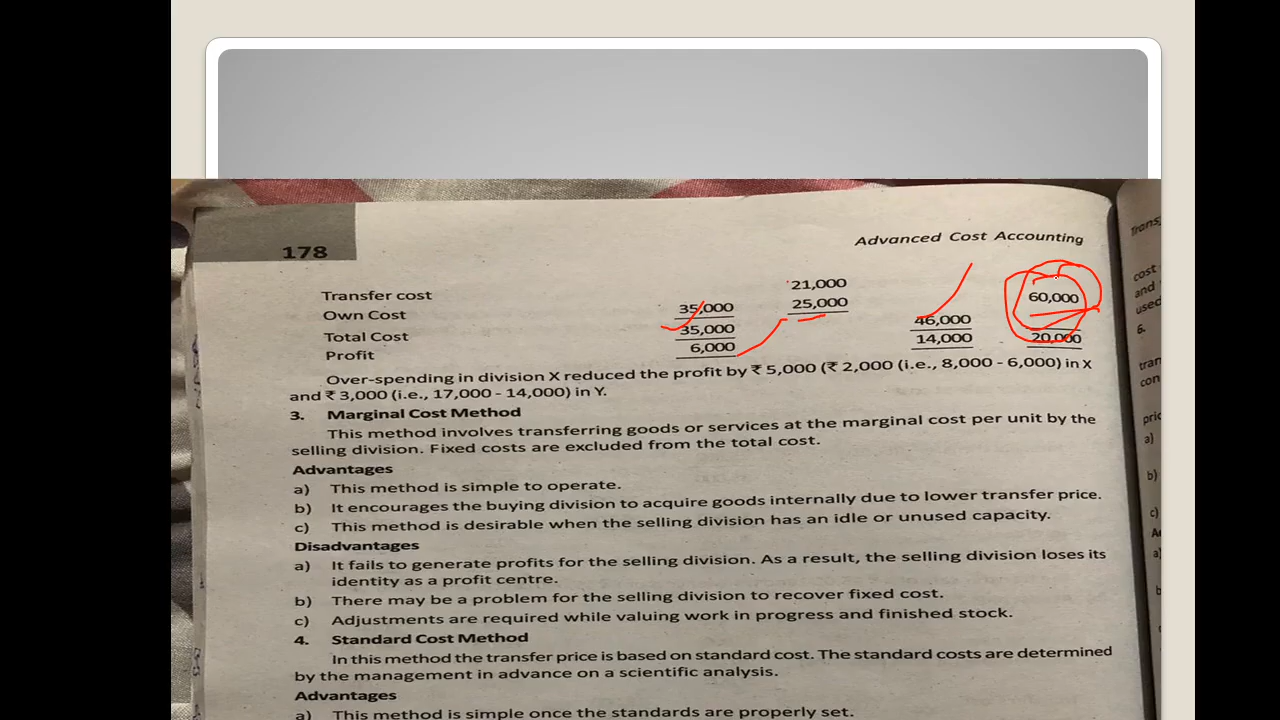 178
Advanced Cost Accounting
Transfer cost 21,000
Own Cost 35,000 25,000 60,000
Total Cost 35,000 46,000
Profit 6,000 14,000 20,000
Over-spending in division X reduced the profit by ₹ 5,000 (₹ 2,000 (i.e., 8,000 - 6,000) in X
and ₹ 3,000 (i.e., 17,000 - 14,000) in Y.
3. Marginal Cost Method
This method involves transferring goods or services at the marginal cost per unit by the
selling division. Fixed costs are excluded from the total cost.
Advantages
a) This method is simple to operate.
b) It encourages the buying division to acquire goods internally due to lower transfer price.
c) This method is desirable when the selling division has an idle or unused capacity.
Disadvantages
a) It fails to generate profits for the selling division. As a result, the selling division loses its
identity as a profit centre.
b) There may be a problem for the selling division to recover fixed cost.
c) Adjustments are required while valuing work in progress and finished stock.
4. Standard Cost Method
In this method the transfer price is based on standard cost. The standard costs are determined
by the management in advance on a scientific analysis.
Advantages
a) This method is simple once the standards are properly set.
cost
and
used
6.
a)
b)
c)
a)